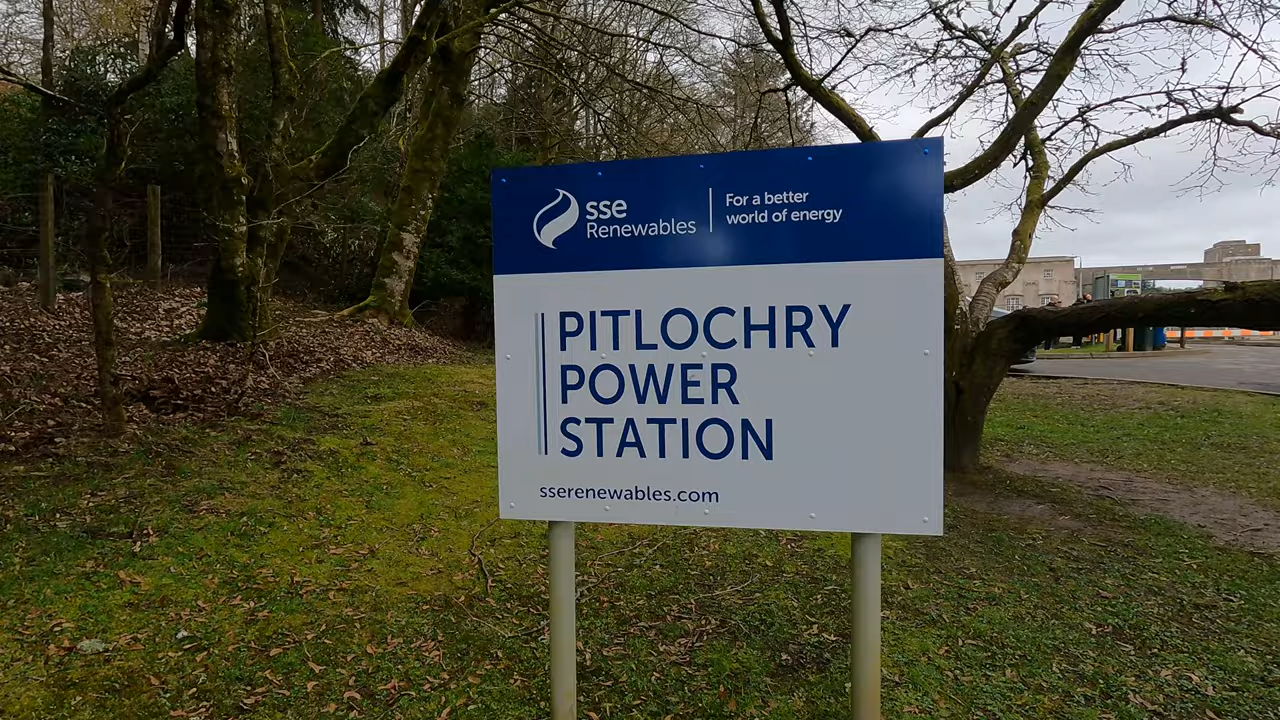 sse
Renewables
For a better
world of energy
PITLOCHRY
POWER
STATION
sserenewables.com